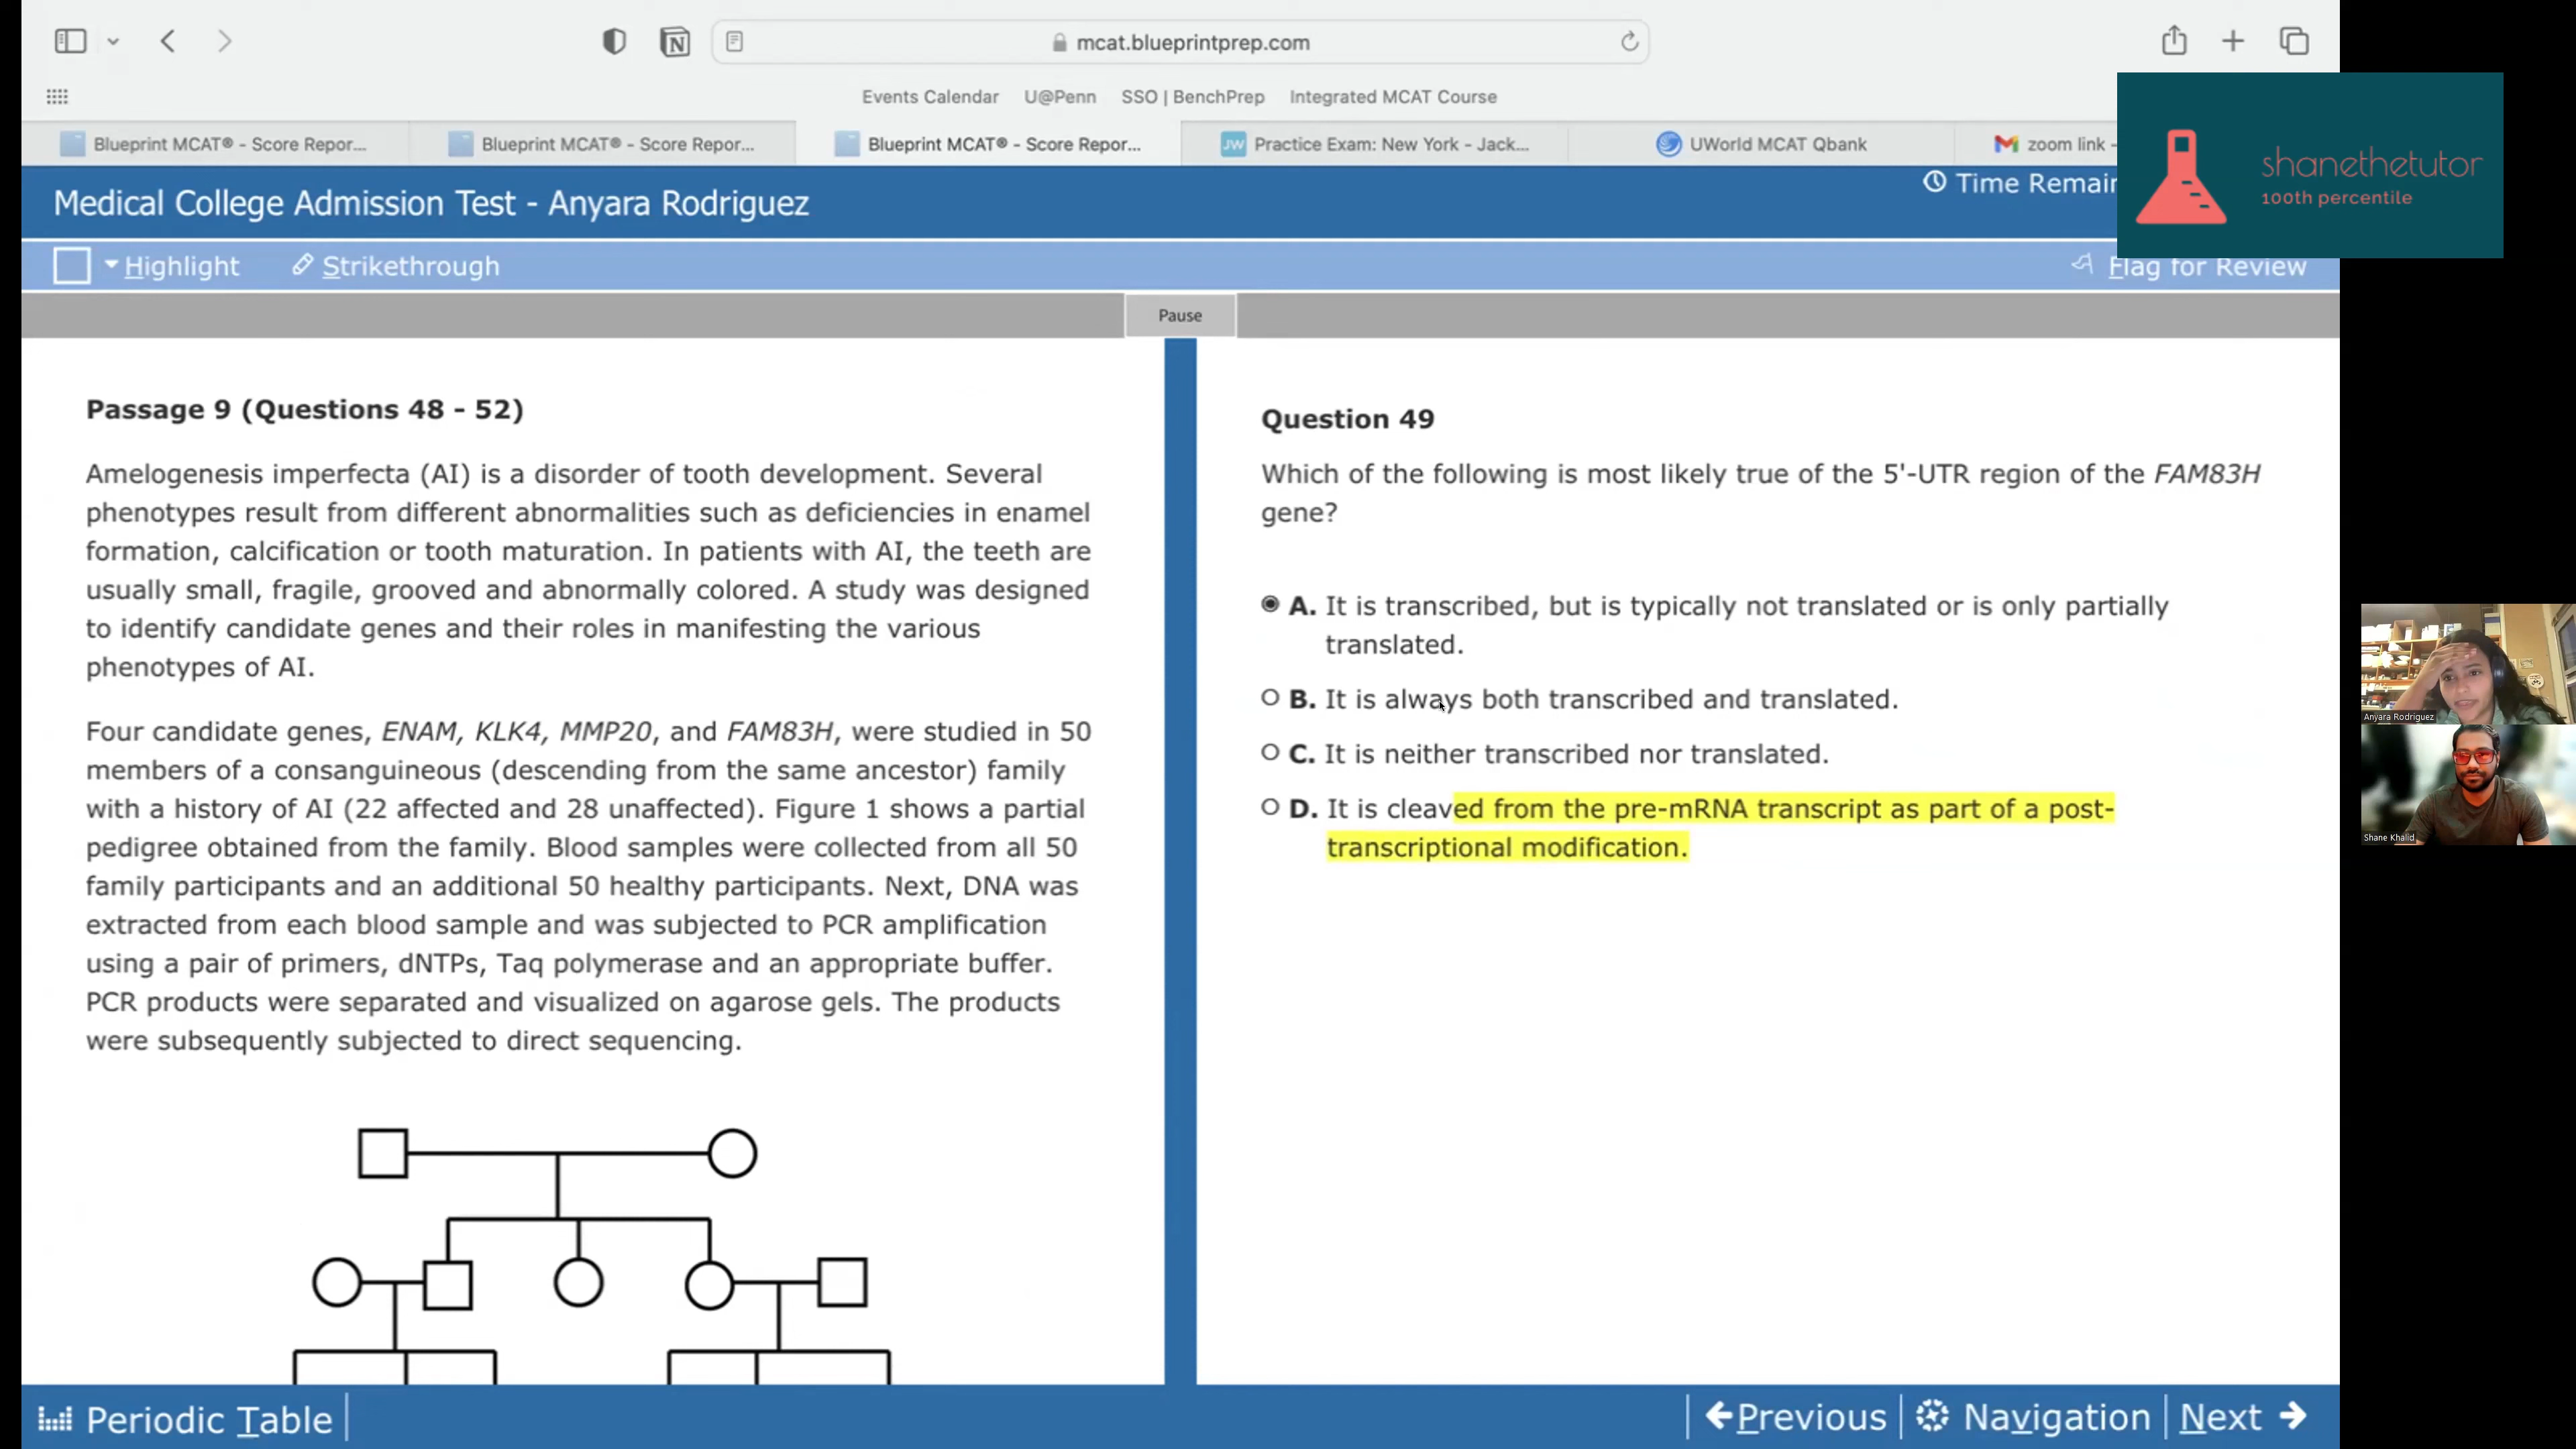 mcat.blueprintprep.com
Events Calendar U@Penn SSO | BenchPrep Integrated MCAT Course
Blueprint MCAT® - Score Repor...
Blueprint MCAT® - Score Repor...
Blueprint MCAT® - Score Repor...
JW Practice Exam: New York - Jack...
UWorld MCAT Qbank
zoom link -
shanethetutor
100th percentile
Medical College Admission Test - Anyara Rodriguez
Time Remain
Highlight
Strikethrough
Flag for Review
Pause
Passage 9 (Questions 48 - 52)
Amelogenesis imperfecta (AI) is a disorder of tooth development. Several
phenotypes result from different abnormalities such as deficiencies in enamel
formation, calcification or tooth maturation. In patients with AI, the teeth are
usually small, fragile, grooved and abnormally colored. A study was designed
to identify candidate genes and their roles in manifesting the various
phenotypes of AI.
Four candidate genes, ENAM, KLK4, MMP20, and FAM83H, were studied in 50
members of a consanguineous (descending from the same ancestor) family
with a history of AI (22 affected and 28 unaffected). Figure 1 shows a partial
pedigree obtained from the family. Blood samples were collected from all 50
family participants and an additional 50 healthy participants. Next, DNA was
extracted from each blood sample and was subjected to PCR amplification
using a pair of primers, dNTPs, Taq polymerase and an appropriate buffer.
PCR products were separated and visualized on agarose gels. The products
were subsequently subjected to direct sequencing.
Question 49
Which of the following is most likely true of the 5'-UTR region of the FAM83H
gene?
A. It is transcribed, but is typically not translated or is only partially
translated.
B. It is always both transcribed and translated.
C. It is neither transcribed nor translated.
D. It is cleaved from the pre-mRNA transcript as part of a post-
transcriptional modification.
Anyara Rodriguez
Shane Khalid
Periodic Table
Previous
Navigation
Next